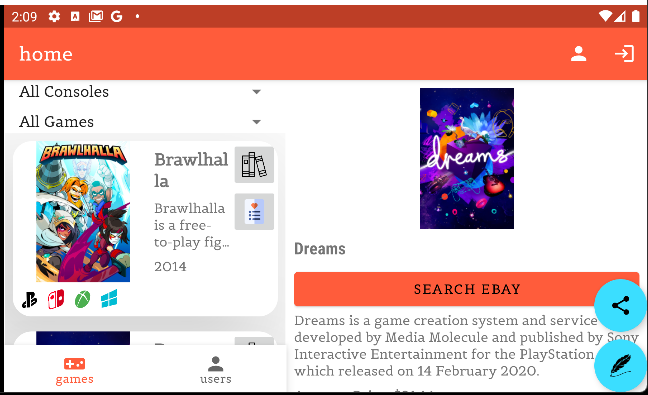 2:09
home
All Consoles
All Games
BRAWLHALLA
Brawlhal
la
Brawlhalla
is a free-
to-play fig...
2014
games
users
dreams
Dreams
SEARCH EBAY
Dreams is a game creation system and service
developed by Media Molecule and published by Sony
Interactive Entertainment for the PlayStation
which released on 14 February 2020.